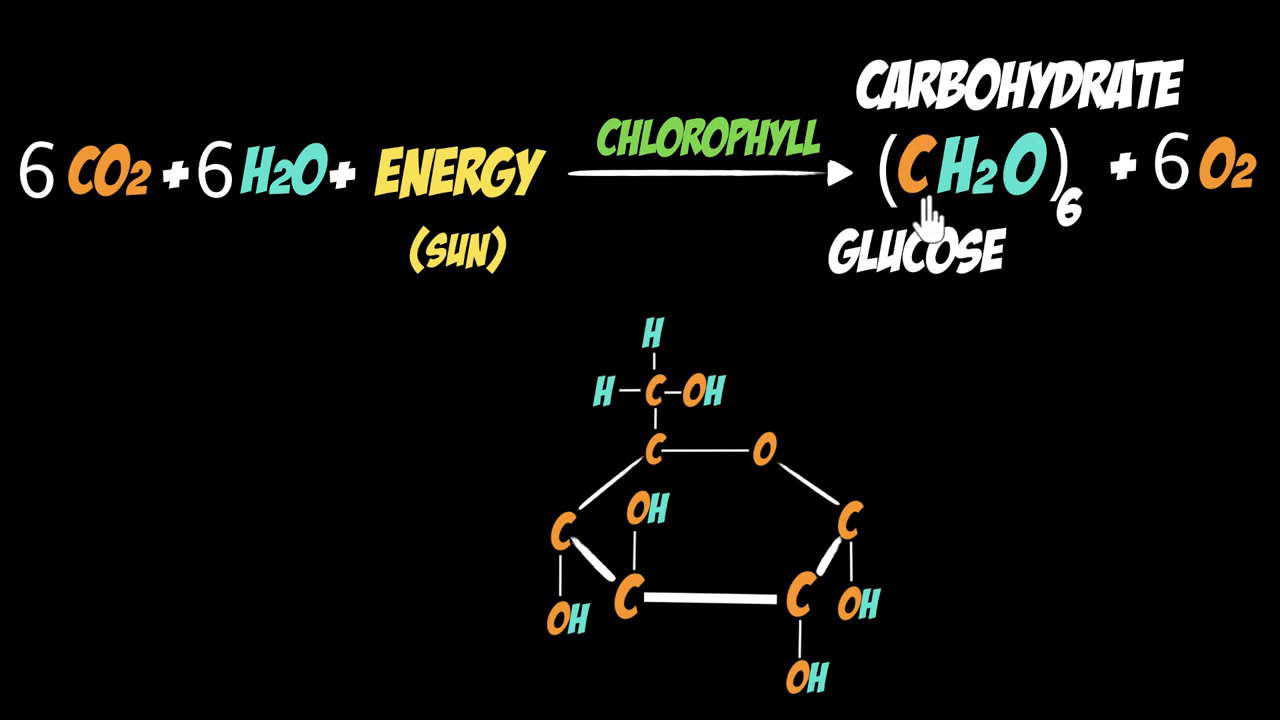 CARBOHYDRATE
CHLOROPHYLL
6 CO2 + 6 H2O + ENERGY (CH2O)6 + 6 O2
(SUN)
GLUCOSE
H
H C OH
C O
OH
C C
C C
OH OH
OH